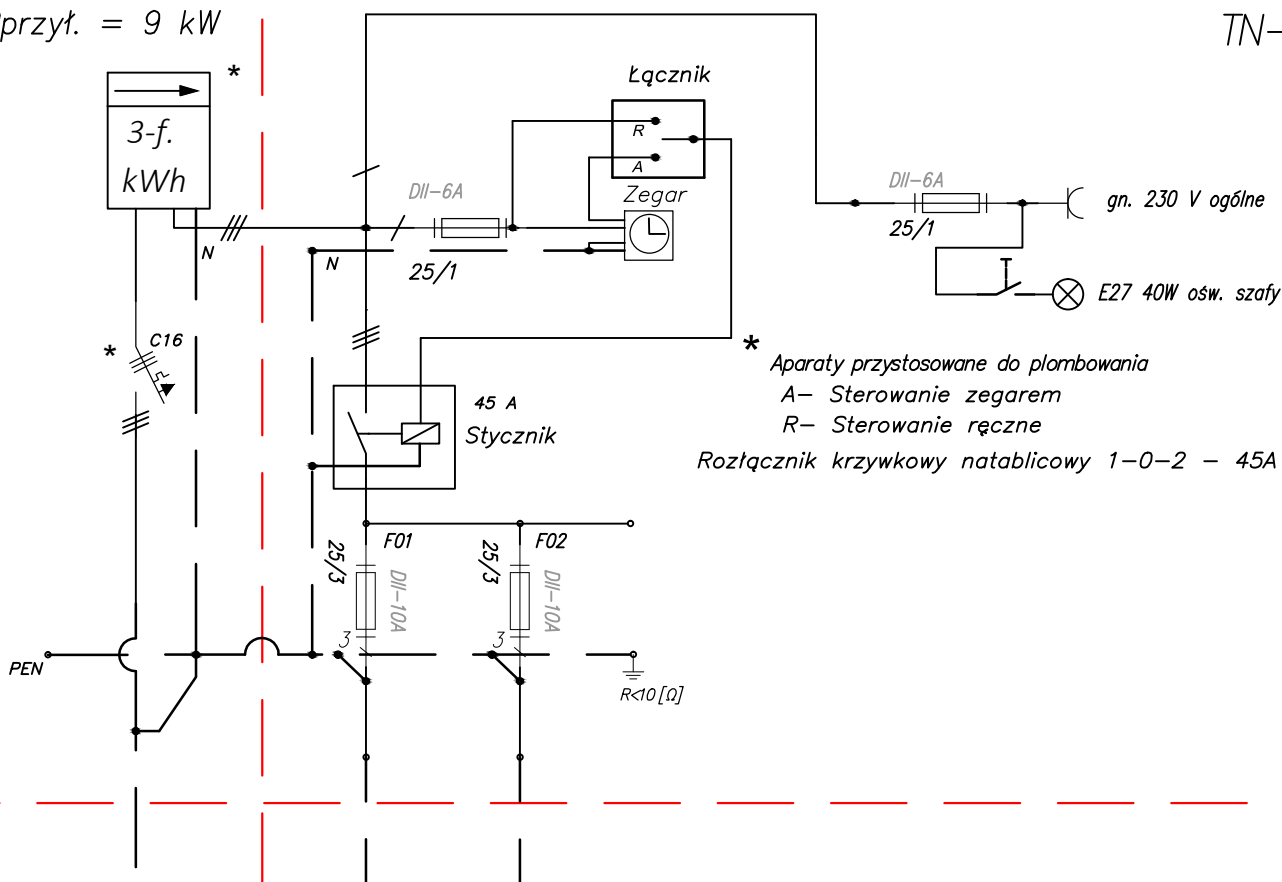 przył. = 9 kW
TN-
*
3-f.
kWh
Łącznik
R
A
Zegar
DII-6A
25/1
N
N
DII-6A
25/1
gn. 230 V ogólne
E27 40W ośw. szafy
*
C16
*
Aparaty przystosowane do plombowania
A- Sterowanie zegarem
R- Sterowanie ręczne
Rozłącznik krzywkowy natablicowy 1-0-2 - 45A
45 A
Stycznik
F01
25/3
DII-10A
3
F02
25/3
DII-10A
3
PEN
R<10[Ω]